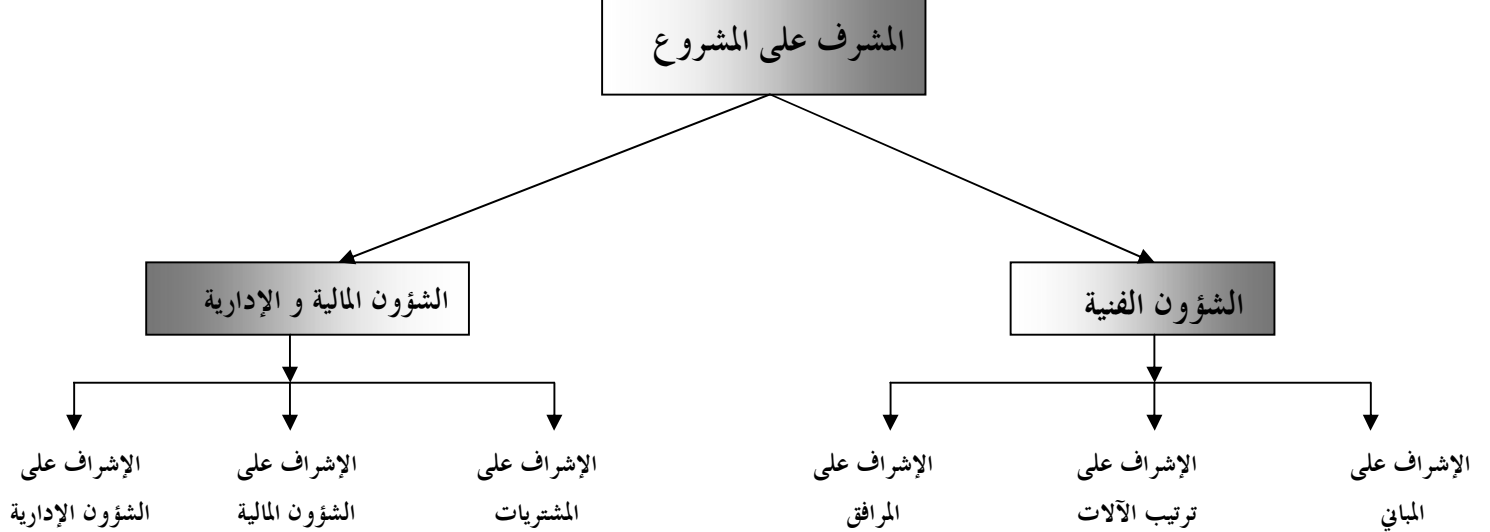 المشرف على المشروع
الشؤون الفنية
الشؤون المالية و الإدارية
الإشراف على
المباني
الإشراف على
ترتيب الآلات
الإشراف على
المرافق
الإشراف على
المشتريات
الإشراف على
الشؤون المالية
الإشراف على
الشؤون الإدارية